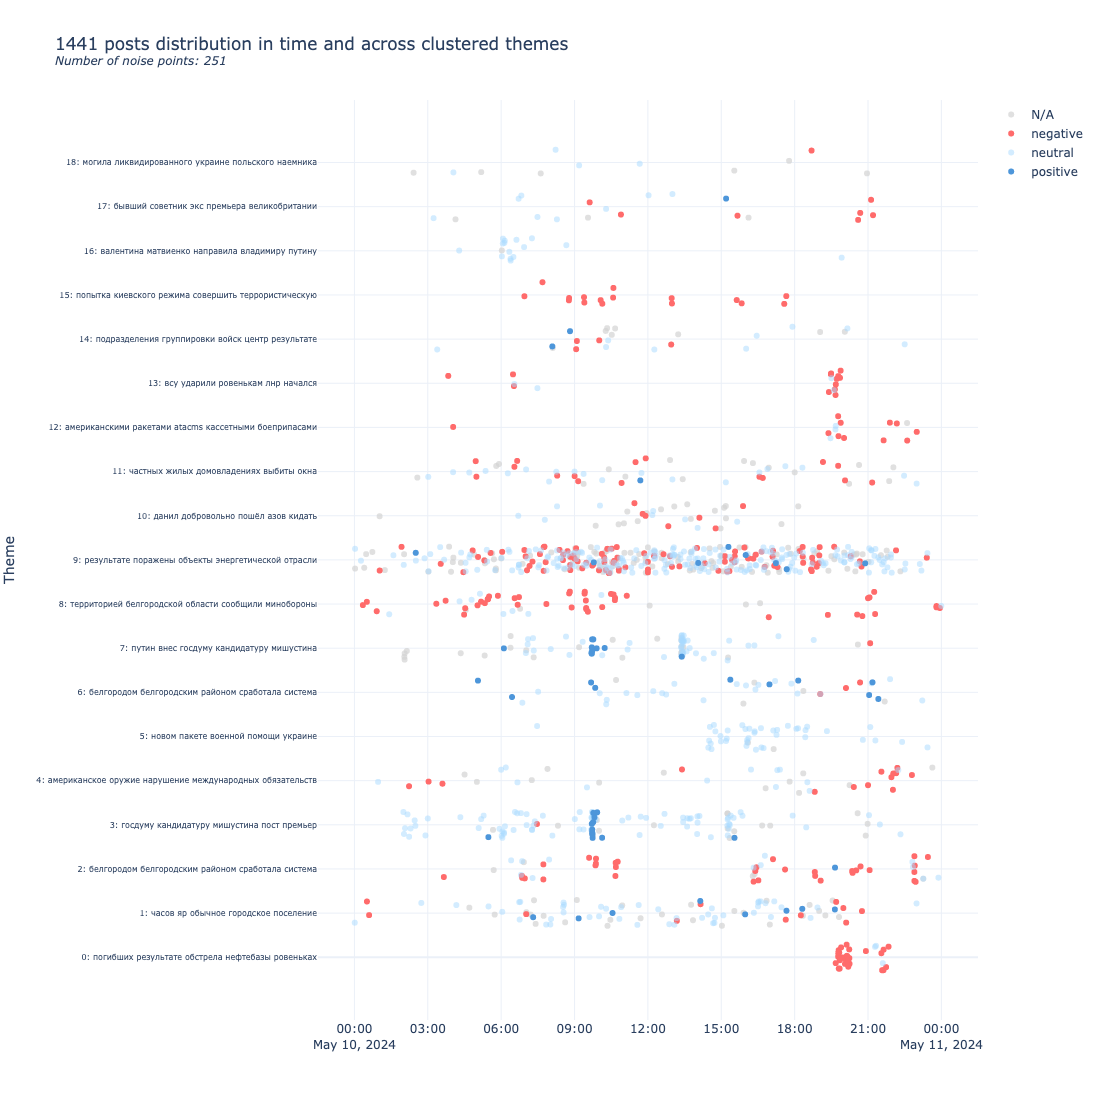 1441 posts distribution in time and across clustered themes
Number of noise points: 251
N/A
negative
neutral
positive
Theme
18: могила ликвидированного украине польского наемника
17: бывший советник экс премьера великобритании
16: валентина матвиенко направила владимиру путину
15: попытка киевского режима совершить террористическую
14: подразделения группировки войск центр результате
13: всу ударили ровенькам лнр начался
12: американскими ракетами atacms кассетными боеприпасами
11: частных жилых домовладениях выбиты окна
10: данил добровольно пошёл азов кидать
9: результате поражены объекты энергетической отрасли
8: территорией белгородской области сообщили минобороны
7: путин внес госдуму кандидатуру мишустина
6: белгородом белгородским районом сработала система
5: новом пакете военной помощи украине
4: американское оружие нарушение международных обязательств
3: госдуму кандидатуру мишустина пост премьер
2: белгородом белгородским районом сработала система
1: часов яр обычное городское поселение
0: погибших результате обстрела нефтебазы ровеньках
00:00 03:00 06:00 09:00 12:00 15:00 18:00 21:00 00:00
May 10, 2024 May 11, 2024